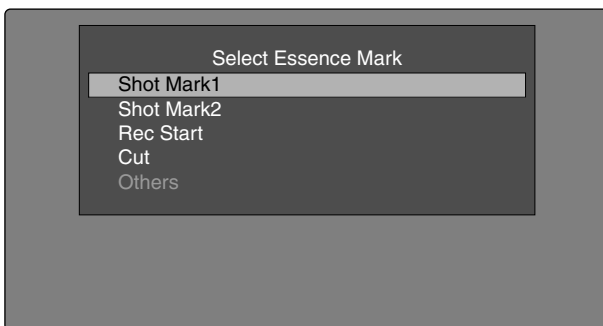 Select Essence Mark
Shot Mark1
Shot Mark2
Rec Start
Cut
Others